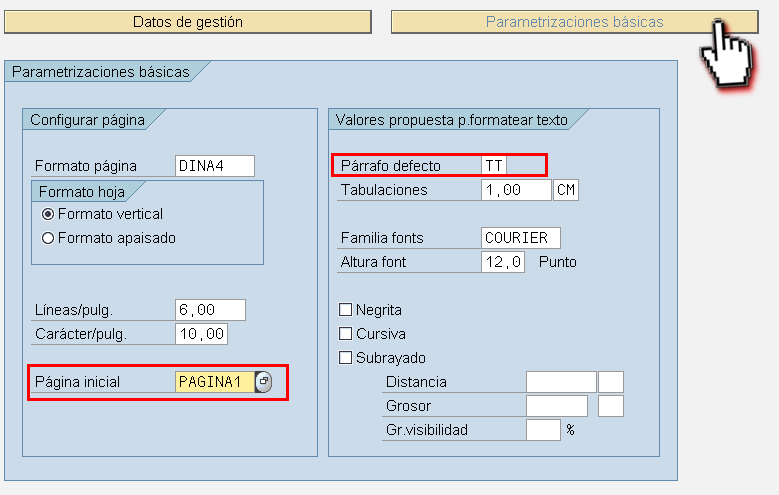 Datos de gestión
Parametrizaciones básicas
Parametrizaciones básicas
Configurar página
Formato página DINA4
Formato hoja
Formato vertical
Formato apaisado
Líneas/pulg. 6,00
Carácter/pulg. 10,00
Página inicial PAGINA1
Valores propuesta p.formatear texto
Párrafo defecto TT
Tabulaciones 1,00 CM
Familia fonts COURIER
Altura font 12,0 Punto
Negrita
Cursiva
Subrayado
Distancia
Grosor
Gr.visibilidad %